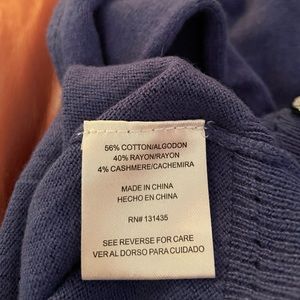 56% COTTON/ALGODON
40% RAYON/RAYON
4% CASHMERE/CACHEMIRA
MADE IN CHINA
HECHO EN CHINA
RN# 131435
SEE REVERSE FOR CARE
VER AL DORSO PARA CUIDADO